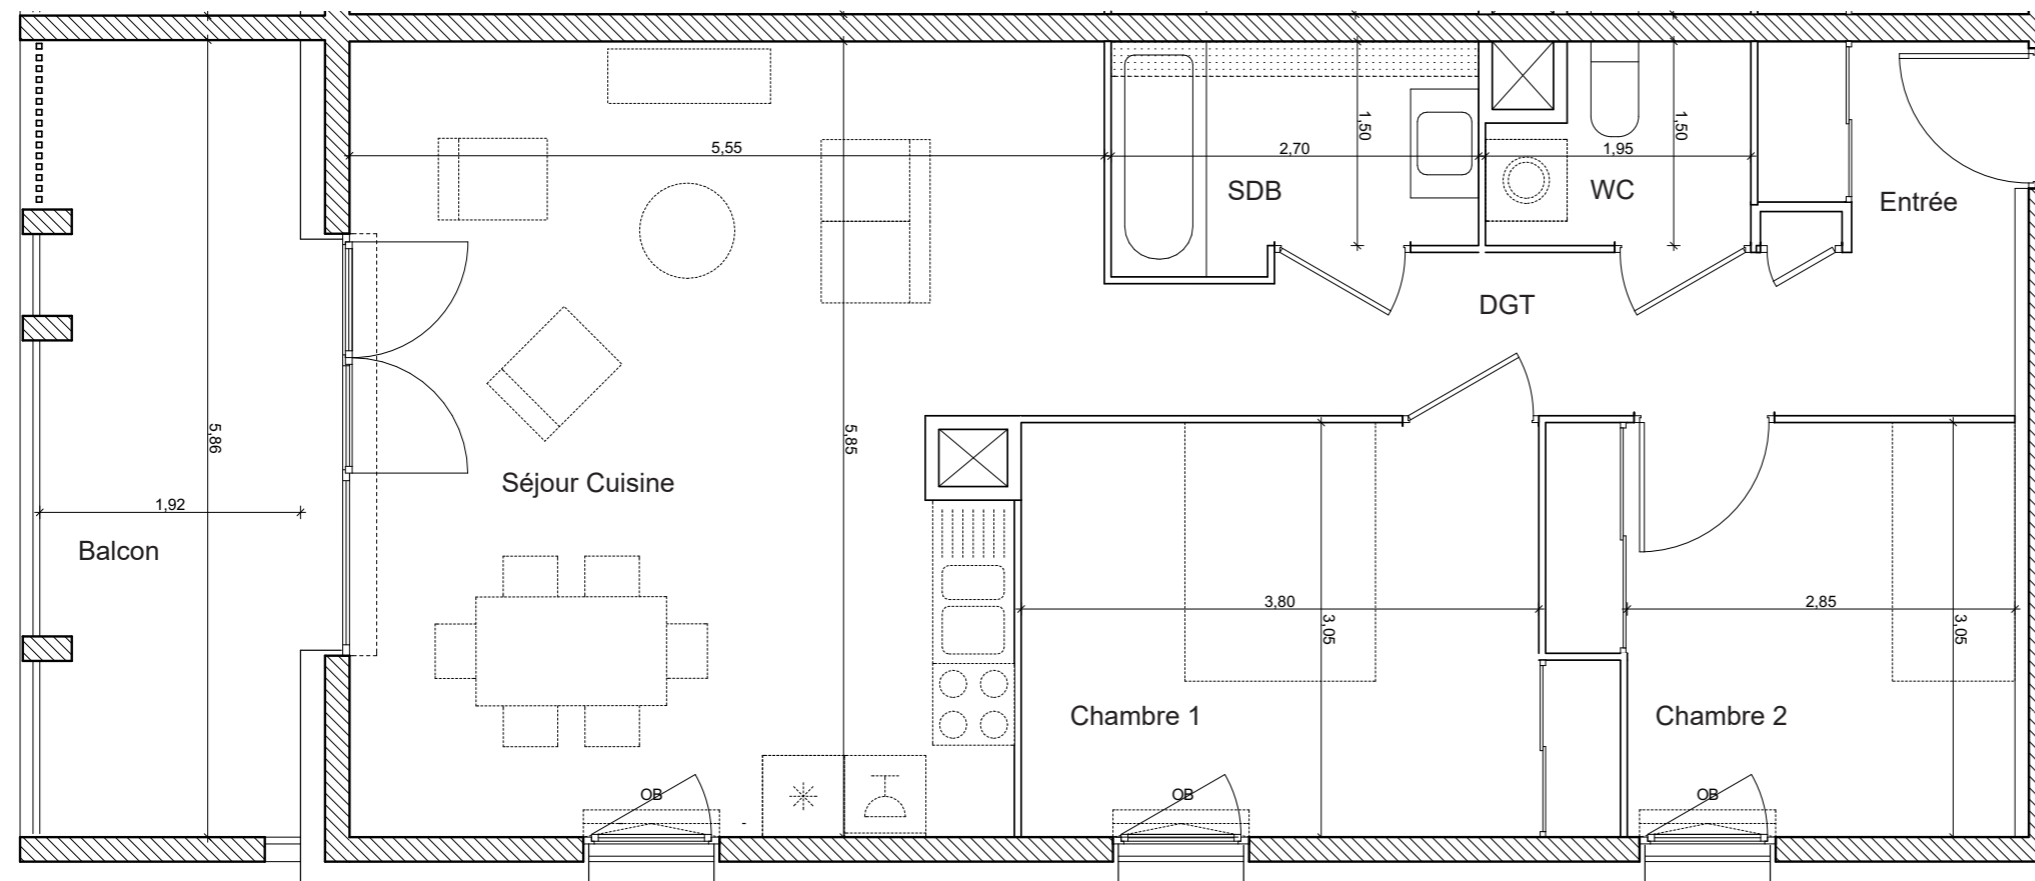 5,55
2,70
1,50
1,95
1,50
SDB
WC
Entrée
DGT
5,86
5,85
Séjour Cuisine
1,92
Balcon
3,80
3,05
2,85
3,05
Chambre 1
Chambre 2
OB
OB
OB